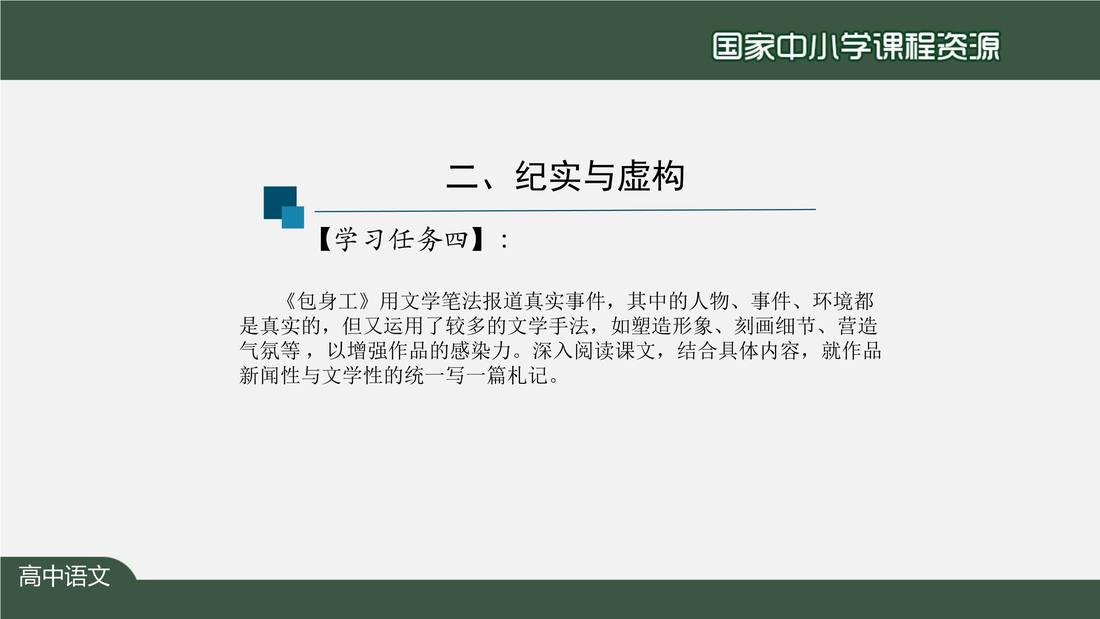 国家中小学课程资源
二、纪实与虚构
【学习任务四】：
《包身工》用文学笔法报道真实事件，其中的人物、事件、环境都
是真实的，但又运用了较多的文学手法，如塑造形象、刻画细节、营造
气氛等 ，以增强作品的感染力。深入阅读课文，结合具体内容，就作品
新闻性与文学性的统一写一篇札记。
高中语文